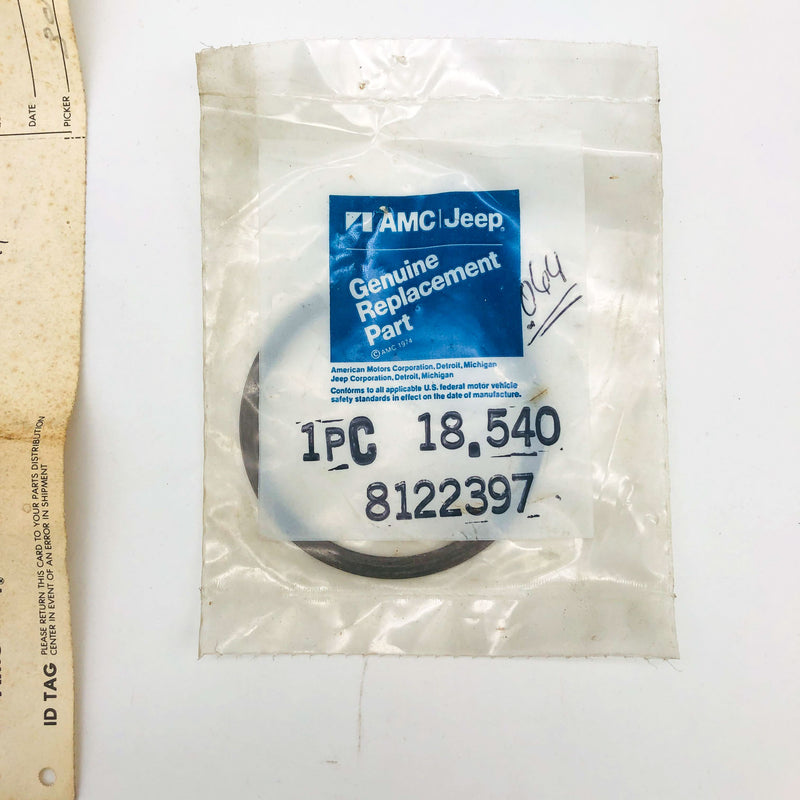 DATE
PICKER
PLEASE RETURN THIS CARD TO YOUR PARTS DISTRIBUTION
CENTER IN EVENT OF AN ERROR IN SHIPMENT
ID TAG
AMC Jeep®
Genuine
Replacement
Part
© AMC 1974
American Motors Corporation, Detroit, Michigan
Jeep Corporation, Detroit, Michigan
Conforms to all applicable U.S. federal motor vehicle
safety standards in effect on the date of manufacture.
064
1PC 18.540
8122397